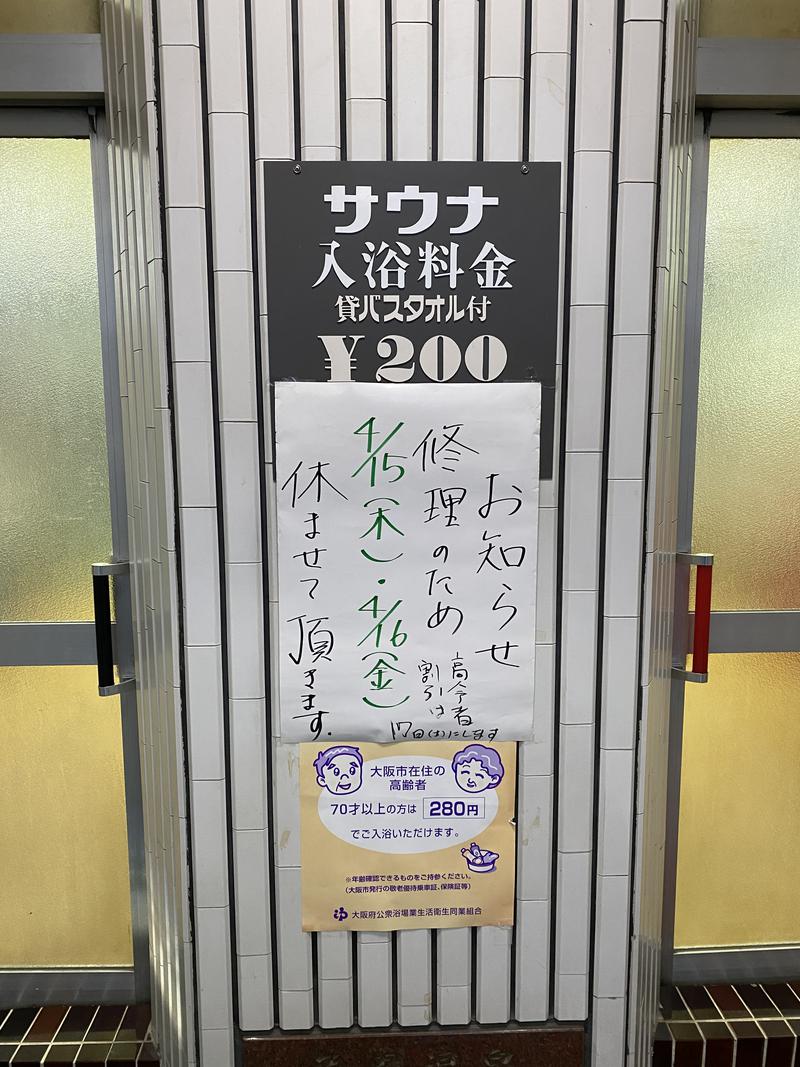 サウナ
入浴料金
貸バスタオル付
¥200
お知らせ
修理のため
4/15(木)・4/16(金)
休ませて頂きます。
高令者
割引は
17日(土)にします
大阪市在住の
高齢者
70才以上の方は 280円
でご入浴いただけます。
※年齢確認できるものをご持参ください。
(大阪市発行の敬老優待乗車証、保険証等)
ゆ 大阪府公衆浴場業生活衛生同業組合